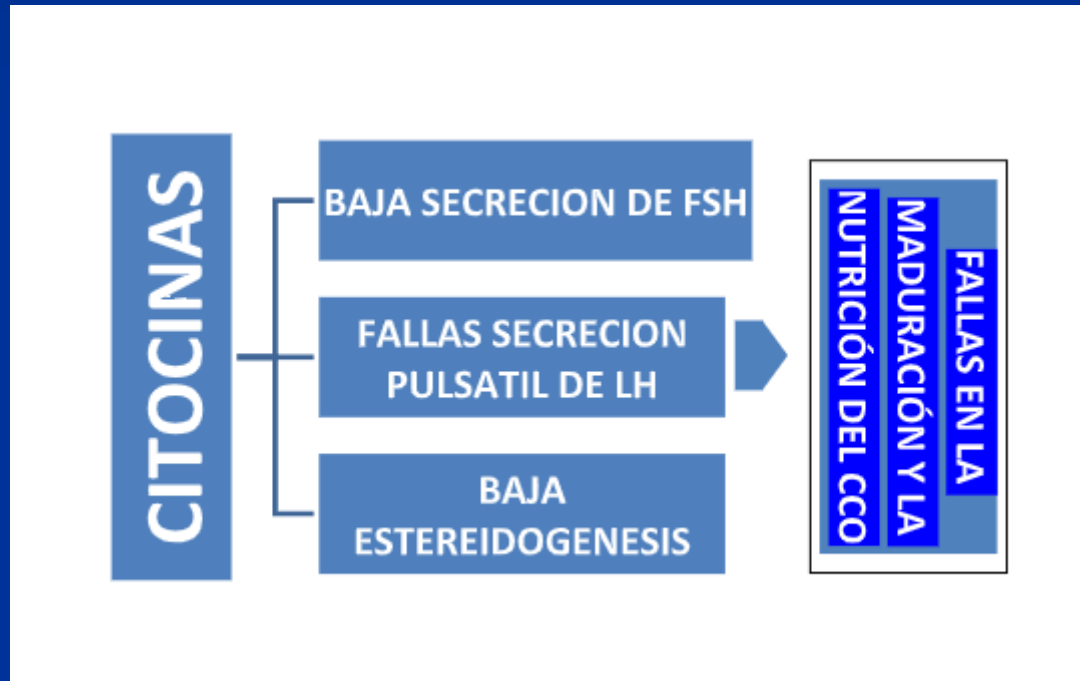 CITOCINAS
BAJA SECRECION DE FSH
FALLAS SECRECION
PULSATIL DE LH
BAJA
ESTEREIDOGENESIS
FALLAS EN LA
MADURACIÓN Y LA
NUTRICIÓN DEL CCO